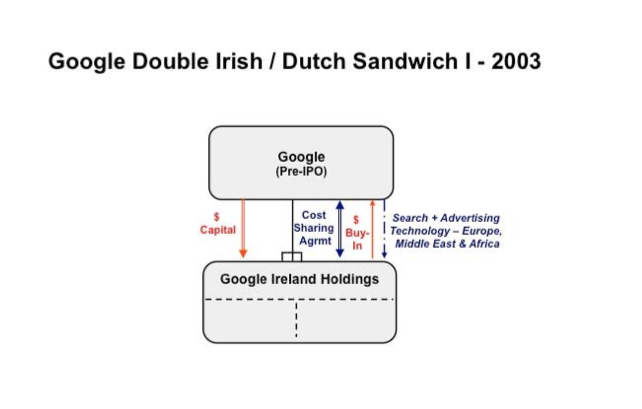 Google Double Irish / Dutch Sandwich I - 2003
Google
(Pre-IPO)
$
Capital
Cost
Sharing
Agrmt
$
Buy-
In
Search + Advertising
Technology – Europe,
Middle East & Africa
Google Ireland Holdings